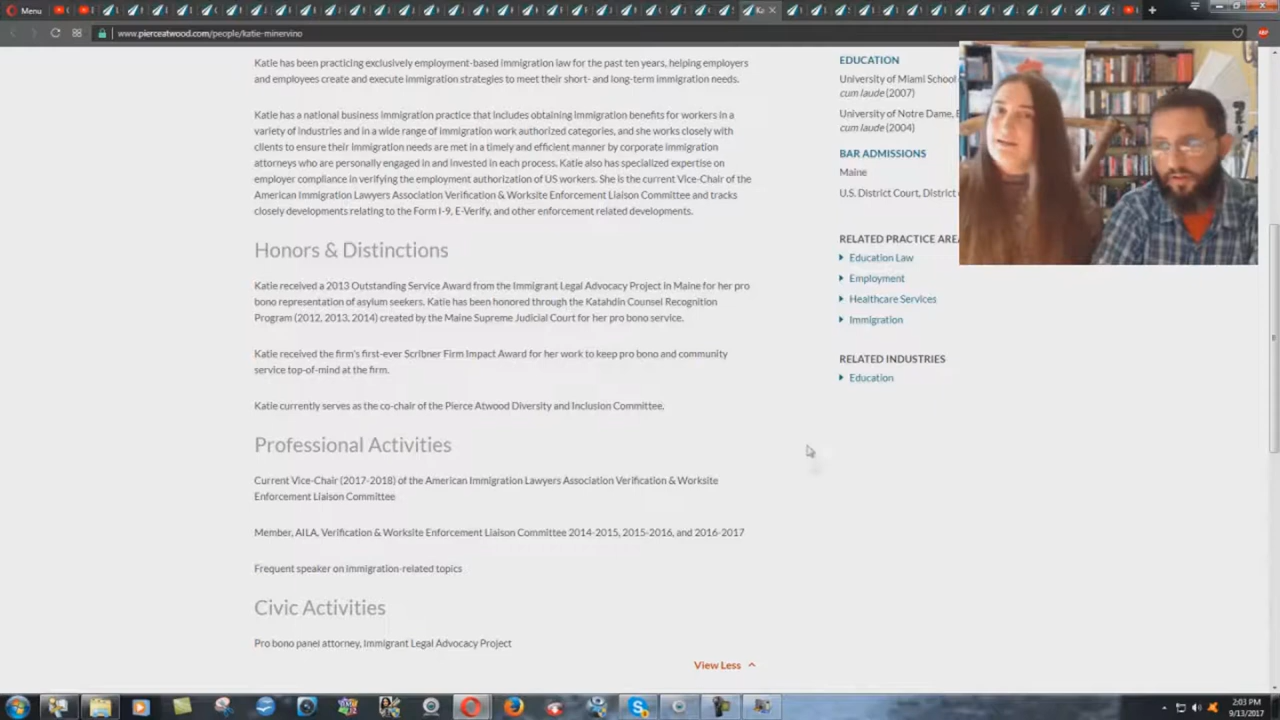 Menu
www.pierceatwood.com/people/katie-minervino
Katie has been practicing exclusively employment-based immigration law for the past ten years, helping employers
and employees create and execute immigration strategies to meet their short- and long-term immigration needs.
Katie has a national business immigration practice that includes obtaining immigration benefits for workers in a
variety of industries and in a wide range of immigration work authorized categories, and she works closely with
clients to ensure their immigration needs are met in a timely and efficient manner by corporate immigration
attorneys who are personally engaged in and invested in each process. Katie also has specialized expertise on
employer compliance in verifying the employment authorization of US workers. She is the current Vice-Chair of the
American Immigration Lawyers Association Verification & Worksite Enforcement Liaison Committee and tracks
closely developments relating to the Form I-9, E-Verify, and other enforcement related developments.
Honors & Distinctions
Katie received a 2013 Outstanding Service Award from the Immigrant Legal Advocacy Project in Maine for her pro
bono representation of asylum seekers. Katie has been honored through the Katahdin Counsel Recognition
Program (2012, 2013, 2014) created by the Maine Supreme Judicial Court for her pro bono service.
Katie received the firm's first-ever Scribner Firm Impact Award for her work to keep pro bono and community
service top-of-mind at the firm.
Katie currently serves as the co-chair of the Pierce Atwood Diversity and Inclusion Committee.
Professional Activities
Current Vice-Chair (2017-2018) of the American Immigration Lawyers Association Verification & Worksite
Enforcement Liaison Committee
Member, AILA, Verification & Worksite Enforcement Liaison Committee 2014-2015, 2015-2016, and 2016-2017
Frequent speaker on immigration-related topics
Civic Activities
Pro bono panel attorney, Immigrant Legal Advocacy Project
View Less
EDUCATION
University of Miami School
cum laude (2007)
University of Notre Dame,
cum laude (2004)
BAR ADMISSIONS
Maine
U.S. District Court, District
RELATED PRACTICE AREA
Education Law
Employment
Healthcare Services
Immigration
RELATED INDUSTRIES
Education
2:03 PM
9/13/2017